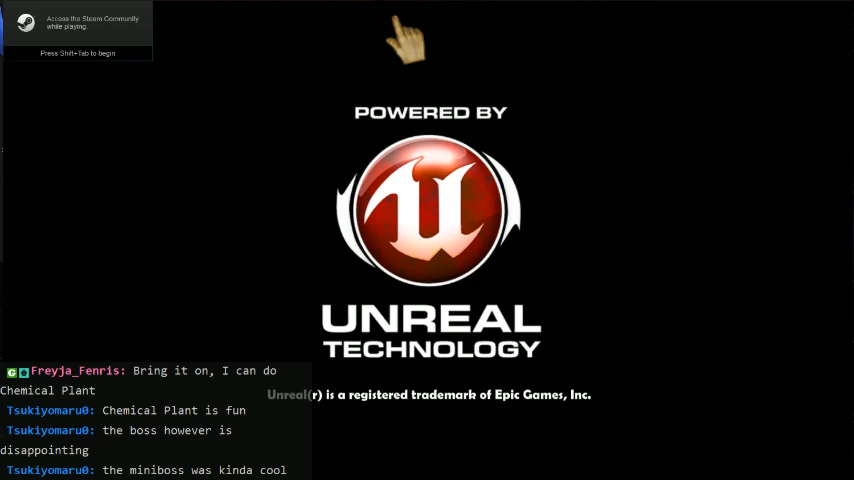 Access the Steam Community
while playing.
Press Shift+Tab to begin
POWERED BY
UNREAL
TECHNOLOGY
Unreal(r) is a registered trademark of Epic Games, Inc.
Freyja_Fenris: Bring it on, I can do
Chemical Plant
Tsukiyomaru0: Chemical Plant is fun
Tsukiyomaru0: the boss however is
disappointing
Tsukiyomaru0: the miniboss was kinda cool